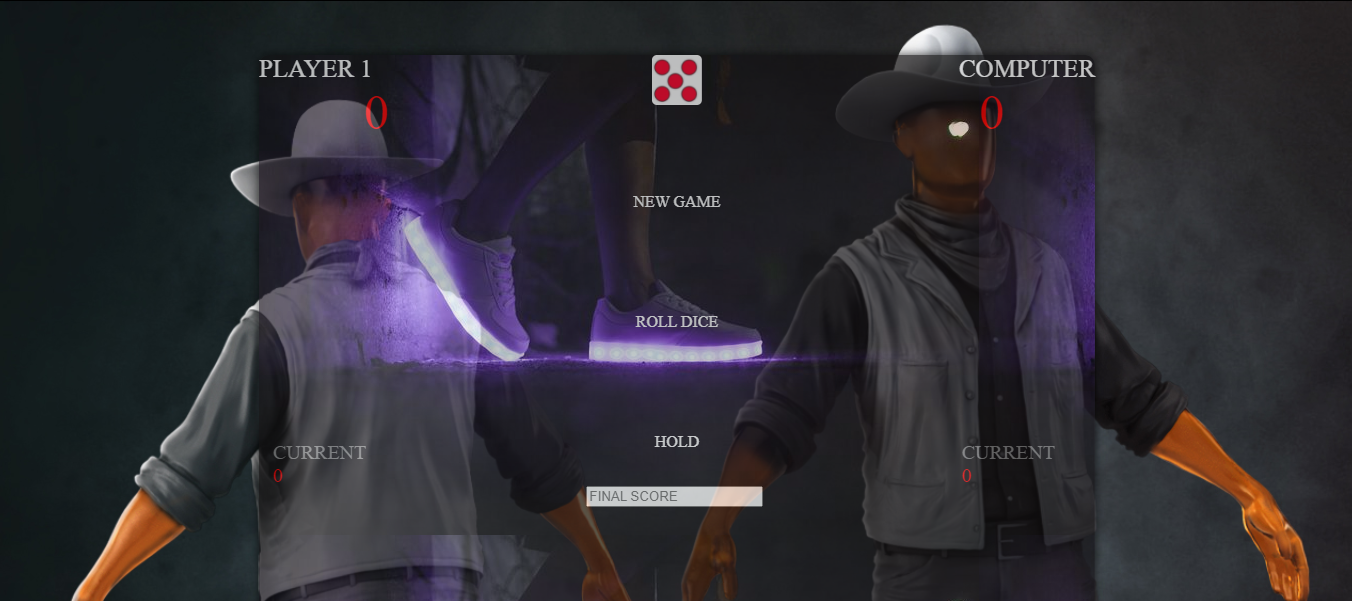 PLAYER 1
COMPUTER
0
0
NEW GAME
ROLL DICE
HOLD
CURRENT
CURRENT
0
0
FINAL SCORE